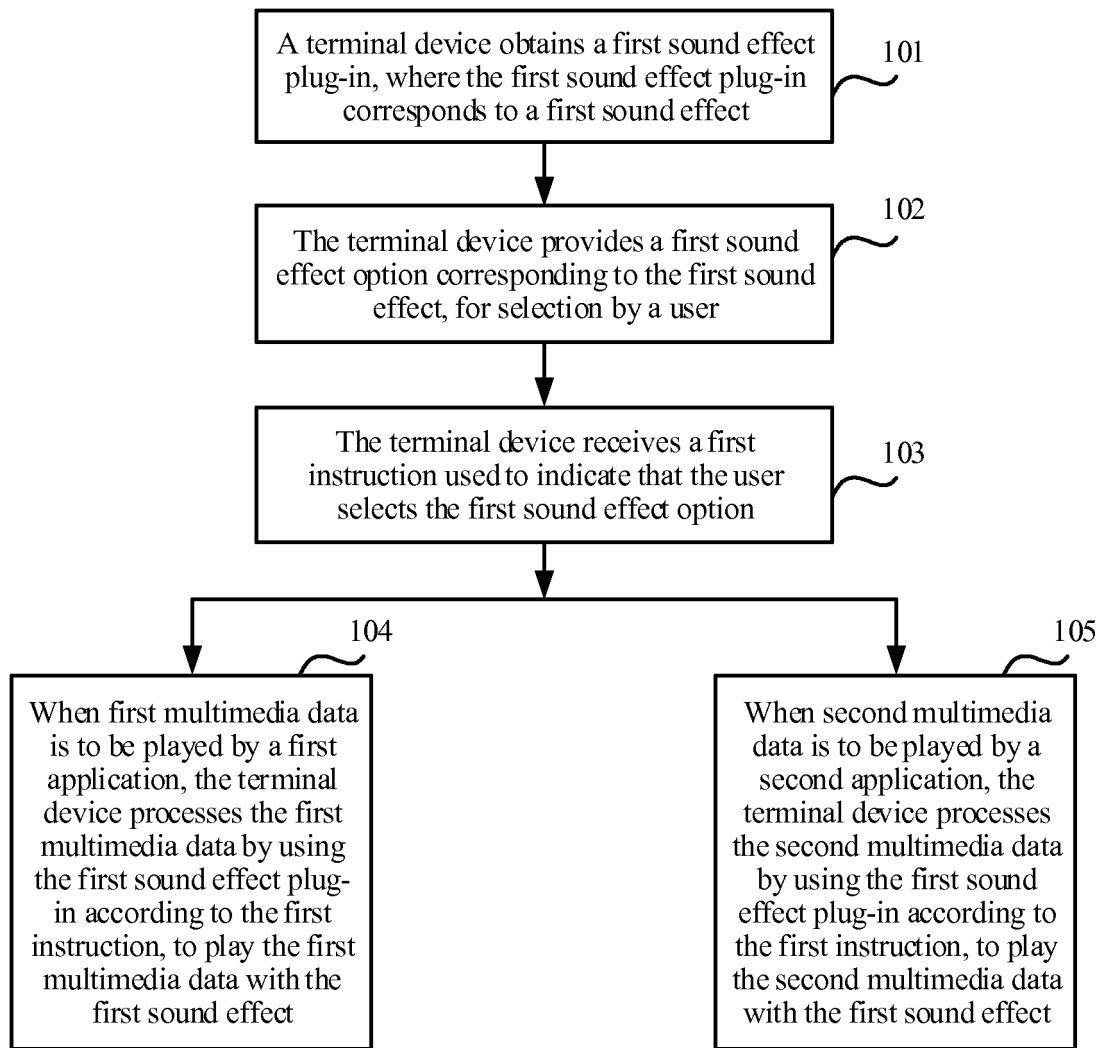 A terminal device obtains a first sound effect
plug-in, where the first sound effect plug-in
corresponds to a first sound effect
101
The terminal device provides a first sound
effect option corresponding to the first sound
effect, for selection by a user
102
The terminal device receives a first
instruction used to indicate that the user
selects the first sound effect option
103
104
When first multimedia data
is to be played by a first
application, the terminal
device processes the first
multimedia data by using
the first sound effect plug-
in according to the first
instruction, to play the first
multimedia data with the
first sound effect
105
When second multimedia
data is to be played by a
second application, the
terminal device processes
the second multimedia data
by using the first sound
effect plug-in according to
the first instruction, to play
the second multimedia data
with the first sound effect